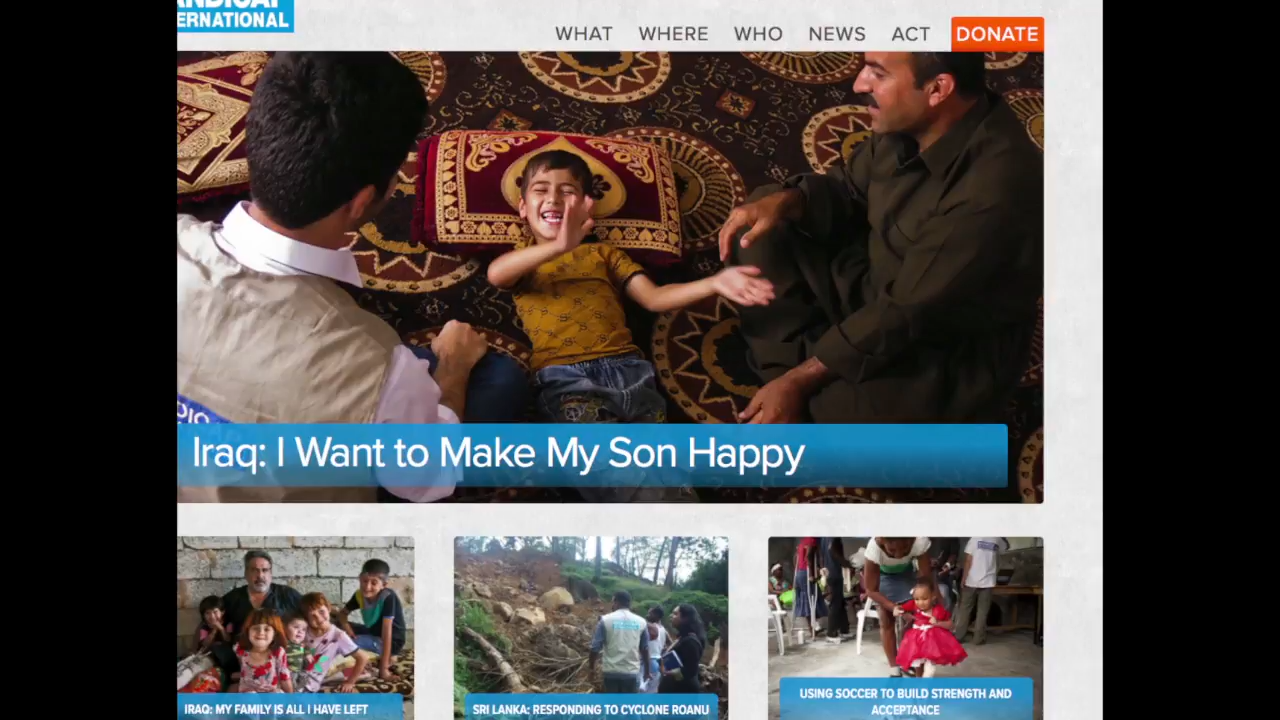 ERNATIONAL
WHAT WHERE WHO NEWS ACT DONATE
Iraq: I Want to Make My Son Happy
IRAQ: MY FAMILY IS ALL I HAVE LEFT
SRI LANKA: RESPONDING TO CYCLONE ROANU
USING SOCCER TO BUILD STRENGTH AND
ACCEPTANCE